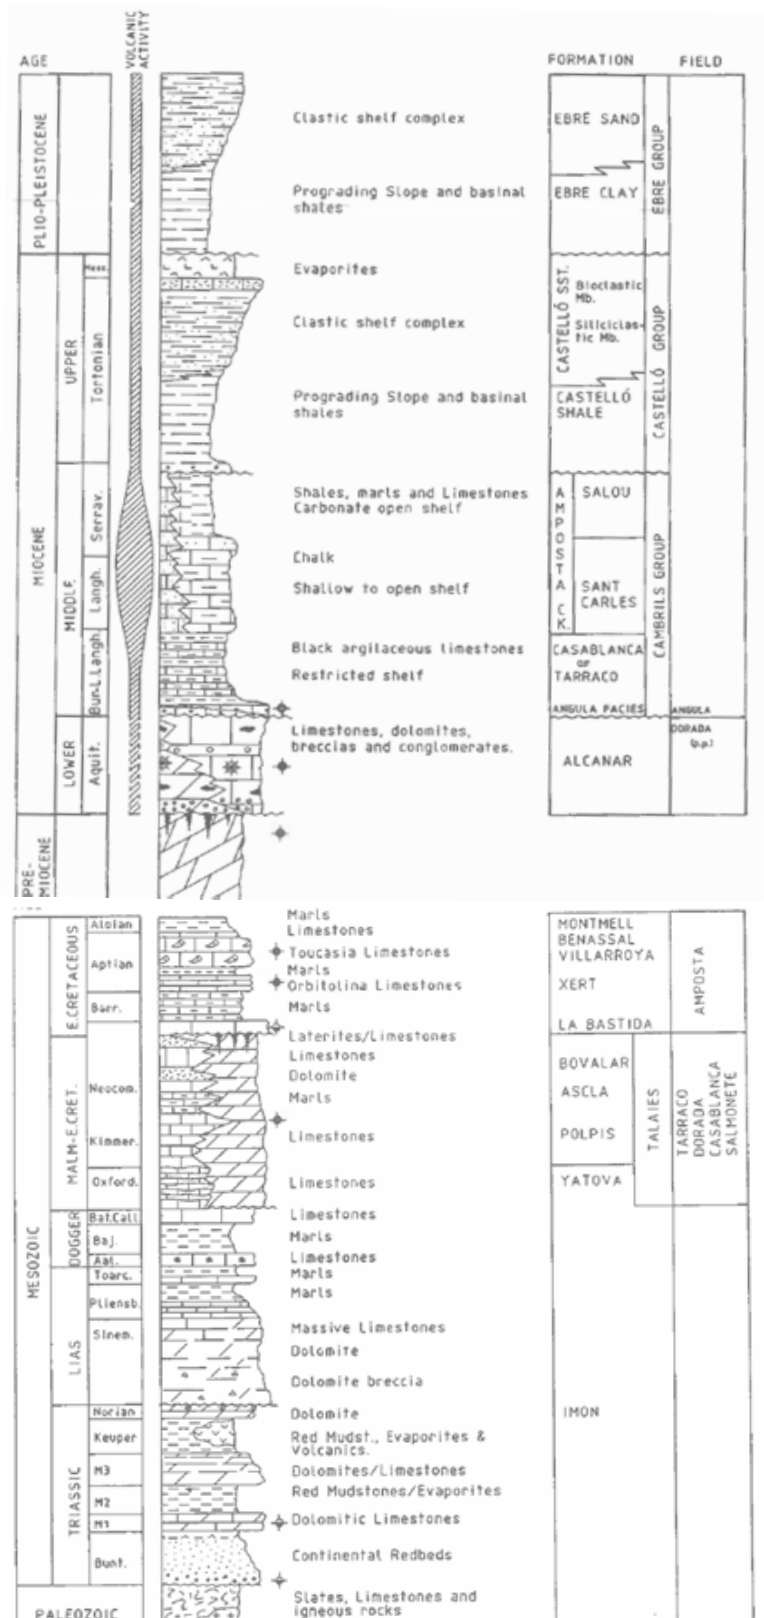 AGE
VOLCANIC
ACTIVITY
FORMATION
FIELD
PLIO-PLEISTOCENE
Clastic shelf complex
EBRE SAND
Prograding Slope and basinal
shales
EBRE CLAY
EBRE GROUP
MIOCENE
UPPER
Mess.
Evaporites
Tortonian
Clastic shelf complex
CASTELLÓ SST.
Bioclastic
Mb.
Siliciclas-
tic Mb.
Prograding Slope and basinal
shales
CASTELLÓ
SHALE
CASTELLÓ GROUP
MIDDLE
Serrav.
Shales, marls and Limestones
Carbonate open shelf
AMPOSTA CK.
SALOU
Langh.
Chalk
Shallow to open shelf
SANT
CARLES
Bur-L.Langh.
Black argillaceous limestones
Restricted shelf
CASABLANCA
or
TARRACO
CAMBRILS GROUP
ANGULA FACIES
ANGULA
LOWER
Aquit.
Limestones, dolomites,
breccias and conglomerates.
ALCANAR
DORADA
(p.p.)
PRE-
MIOCENE
MESOZOIC
E.CRETACEOUS
Albian
Aptian
Barr.
Marls
Limestones
Toucasia Limestones
Marls
Orbitolina Limestones
Marls
MONTMELL
BENASSAL
VILLARROYA
XERT
LA BASTIDA
AMPOSTA
MALM-E.CRET.
Neocom.
Kimmer.
Oxford.
Laterites/Limestones
Limestones
Dolomite
Marls
Limestones
Limestones
BOVALAR
ASCLA
POLPIS
YATOVA
TALAIES
TARRACO
DORADA
CASABLANCA
SALMONETE
DOGGER
Bat.Call.
Baj.
Aal.
Limestones
Marls
Limestones
LIAS
Toarc.
Pliensb.
Sinem.
Marls
Marls
Massive Limestones
Dolomite
Dolomite breccia
TRIASSIC
Norian
Keuper
M3
M2
M1
Bunt.
Dolomite
IMON
Red Mudst., Evaporites &
Volcanics.
Dolomites/Limestones
Red Mudstones/Evaporites
Dolomitic Limestones
Continental Redbeds
PALEOZOIC
Slates, Limestones and
igneous rocks